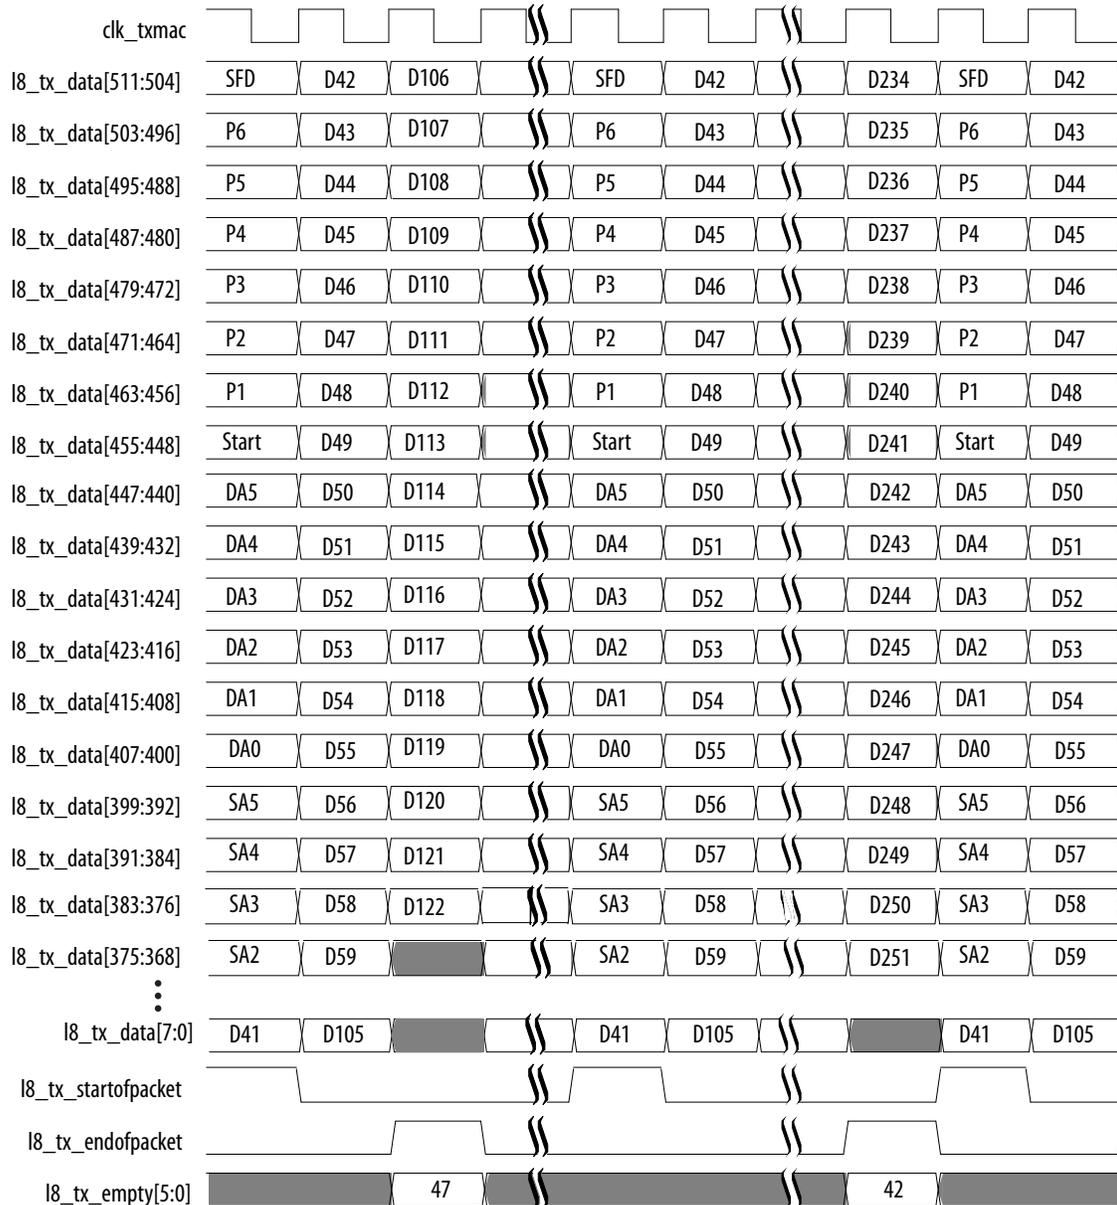 clk_txmac
l8_tx_data[511:504] SFD D42 D106 SFD D42 D234 SFD D42
l8_tx_data[503:496] P6 D43 D107 P6 D43 D235 P6 D43
l8_tx_data[495:488] P5 D44 D108 P5 D44 D236 P5 D44
l8_tx_data[487:480] P4 D45 D109 P4 D45 D237 P4 D45
l8_tx_data[479:472] P3 D46 D110 P3 D46 D238 P3 D46
l8_tx_data[471:464] P2 D47 D111 P2 D47 D239 P2 D47
l8_tx_data[463:456] P1 D48 D112 P1 D48 D240 P1 D48
l8_tx_data[455:448] Start D49 D113 Start D49 D241 Start D49
l8_tx_data[447:440] DA5 D50 D114 DA5 D50 D242 DA5 D50
l8_tx_data[439:432] DA4 D51 D115 DA4 D51 D243 DA4 D51
l8_tx_data[431:424] DA3 D52 D116 DA3 D52 D244 DA3 D52
l8_tx_data[423:416] DA2 D53 D117 DA2 D53 D245 DA2 D53
l8_tx_data[415:408] DA1 D54 D118 DA1 D54 D246 DA1 D54
l8_tx_data[407:400] DA0 D55 D119 DA0 D55 D247 DA0 D55
l8_tx_data[399:392] SA5 D56 D120 SA5 D56 D248 SA5 D56
l8_tx_data[391:384] SA4 D57 D121 SA4 D57 D249 SA4 D57
l8_tx_data[383:376] SA3 D58 D122 SA3 D58 D250 SA3 D58
l8_tx_data[375:368] SA2 D59 SA2 D59 D251 SA2 D59
l8_tx_data[7:0] D41 D105 D41 D105 D41 D105
l8_tx_startofpacket
l8_tx_endofpacket
l8_tx_empty[5:0] 47 42